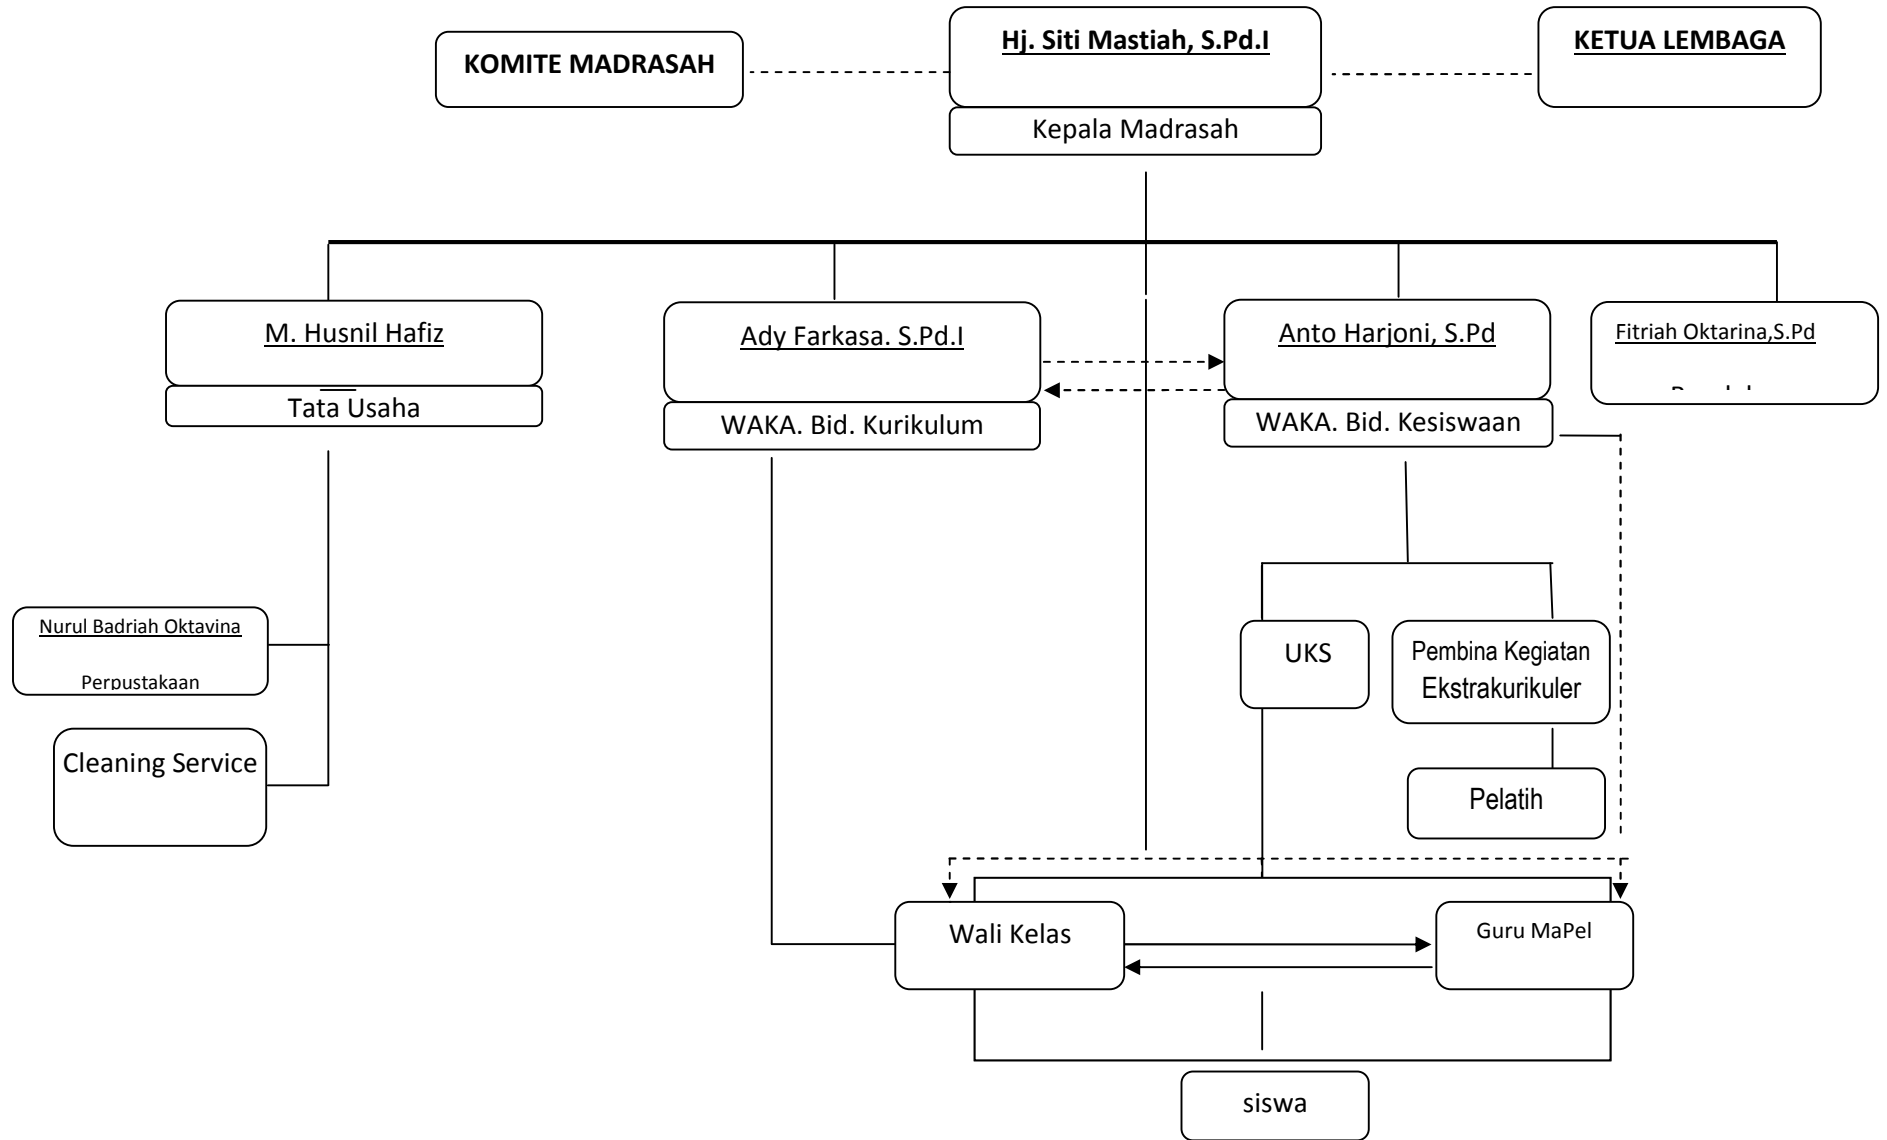 KOMITE MADRASAH
Hj. Siti Mastiah, S.Pd.I
Kepala Madrasah
KETUA LEMBAGA
M. Husnil Hafiz
Tata Usaha
Ady Farkasa. S.Pd.I
WAKA. Bid. Kurikulum
Anto Harjoni, S.Pd
WAKA. Bid. Kesiswaan
Fitriah Oktarina,S.Pd
Nurul Badriah Oktavina
Perpustakaan
Cleaning Service
UKS
Pembina Kegiatan
Ekstrakurikuler
Pelatih
Wali Kelas
Guru MaPel
siswa